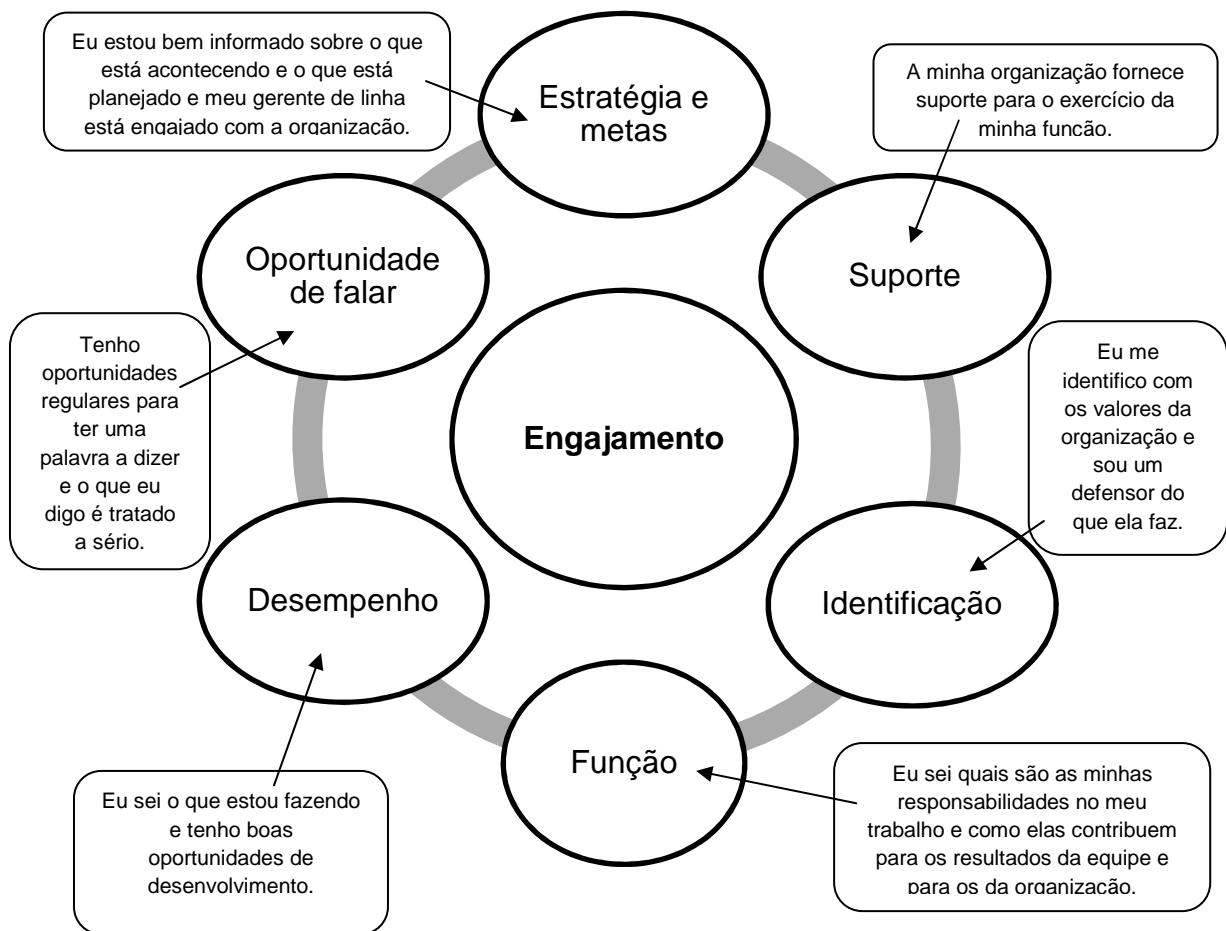 Eu estou bem informado sobre o que
está acontecendo e o que está
planejado e meu gerente de linha
está engajado com a organização.
Estratégia e
metas
A minha organização fornece
suporte para o exercício da
minha função.
Oportunidade
de falar
Suporte
Tenho
oportunidades
regulares para
ter uma
palavra a dizer
e o que eu
digo é tratado
a sério.
Engajamento
Eu me
identifico com
os valores da
organização e
sou um
defensor do
que ela faz.
Desempenho
Identificação
Função
Eu sei o que estou fazendo
e tenho boas
oportunidades de
desenvolvimento.
Eu sei quais são as minhas
responsabilidades no meu
trabalho e como elas contribuem
para os resultados da equipe e
para os da organização.